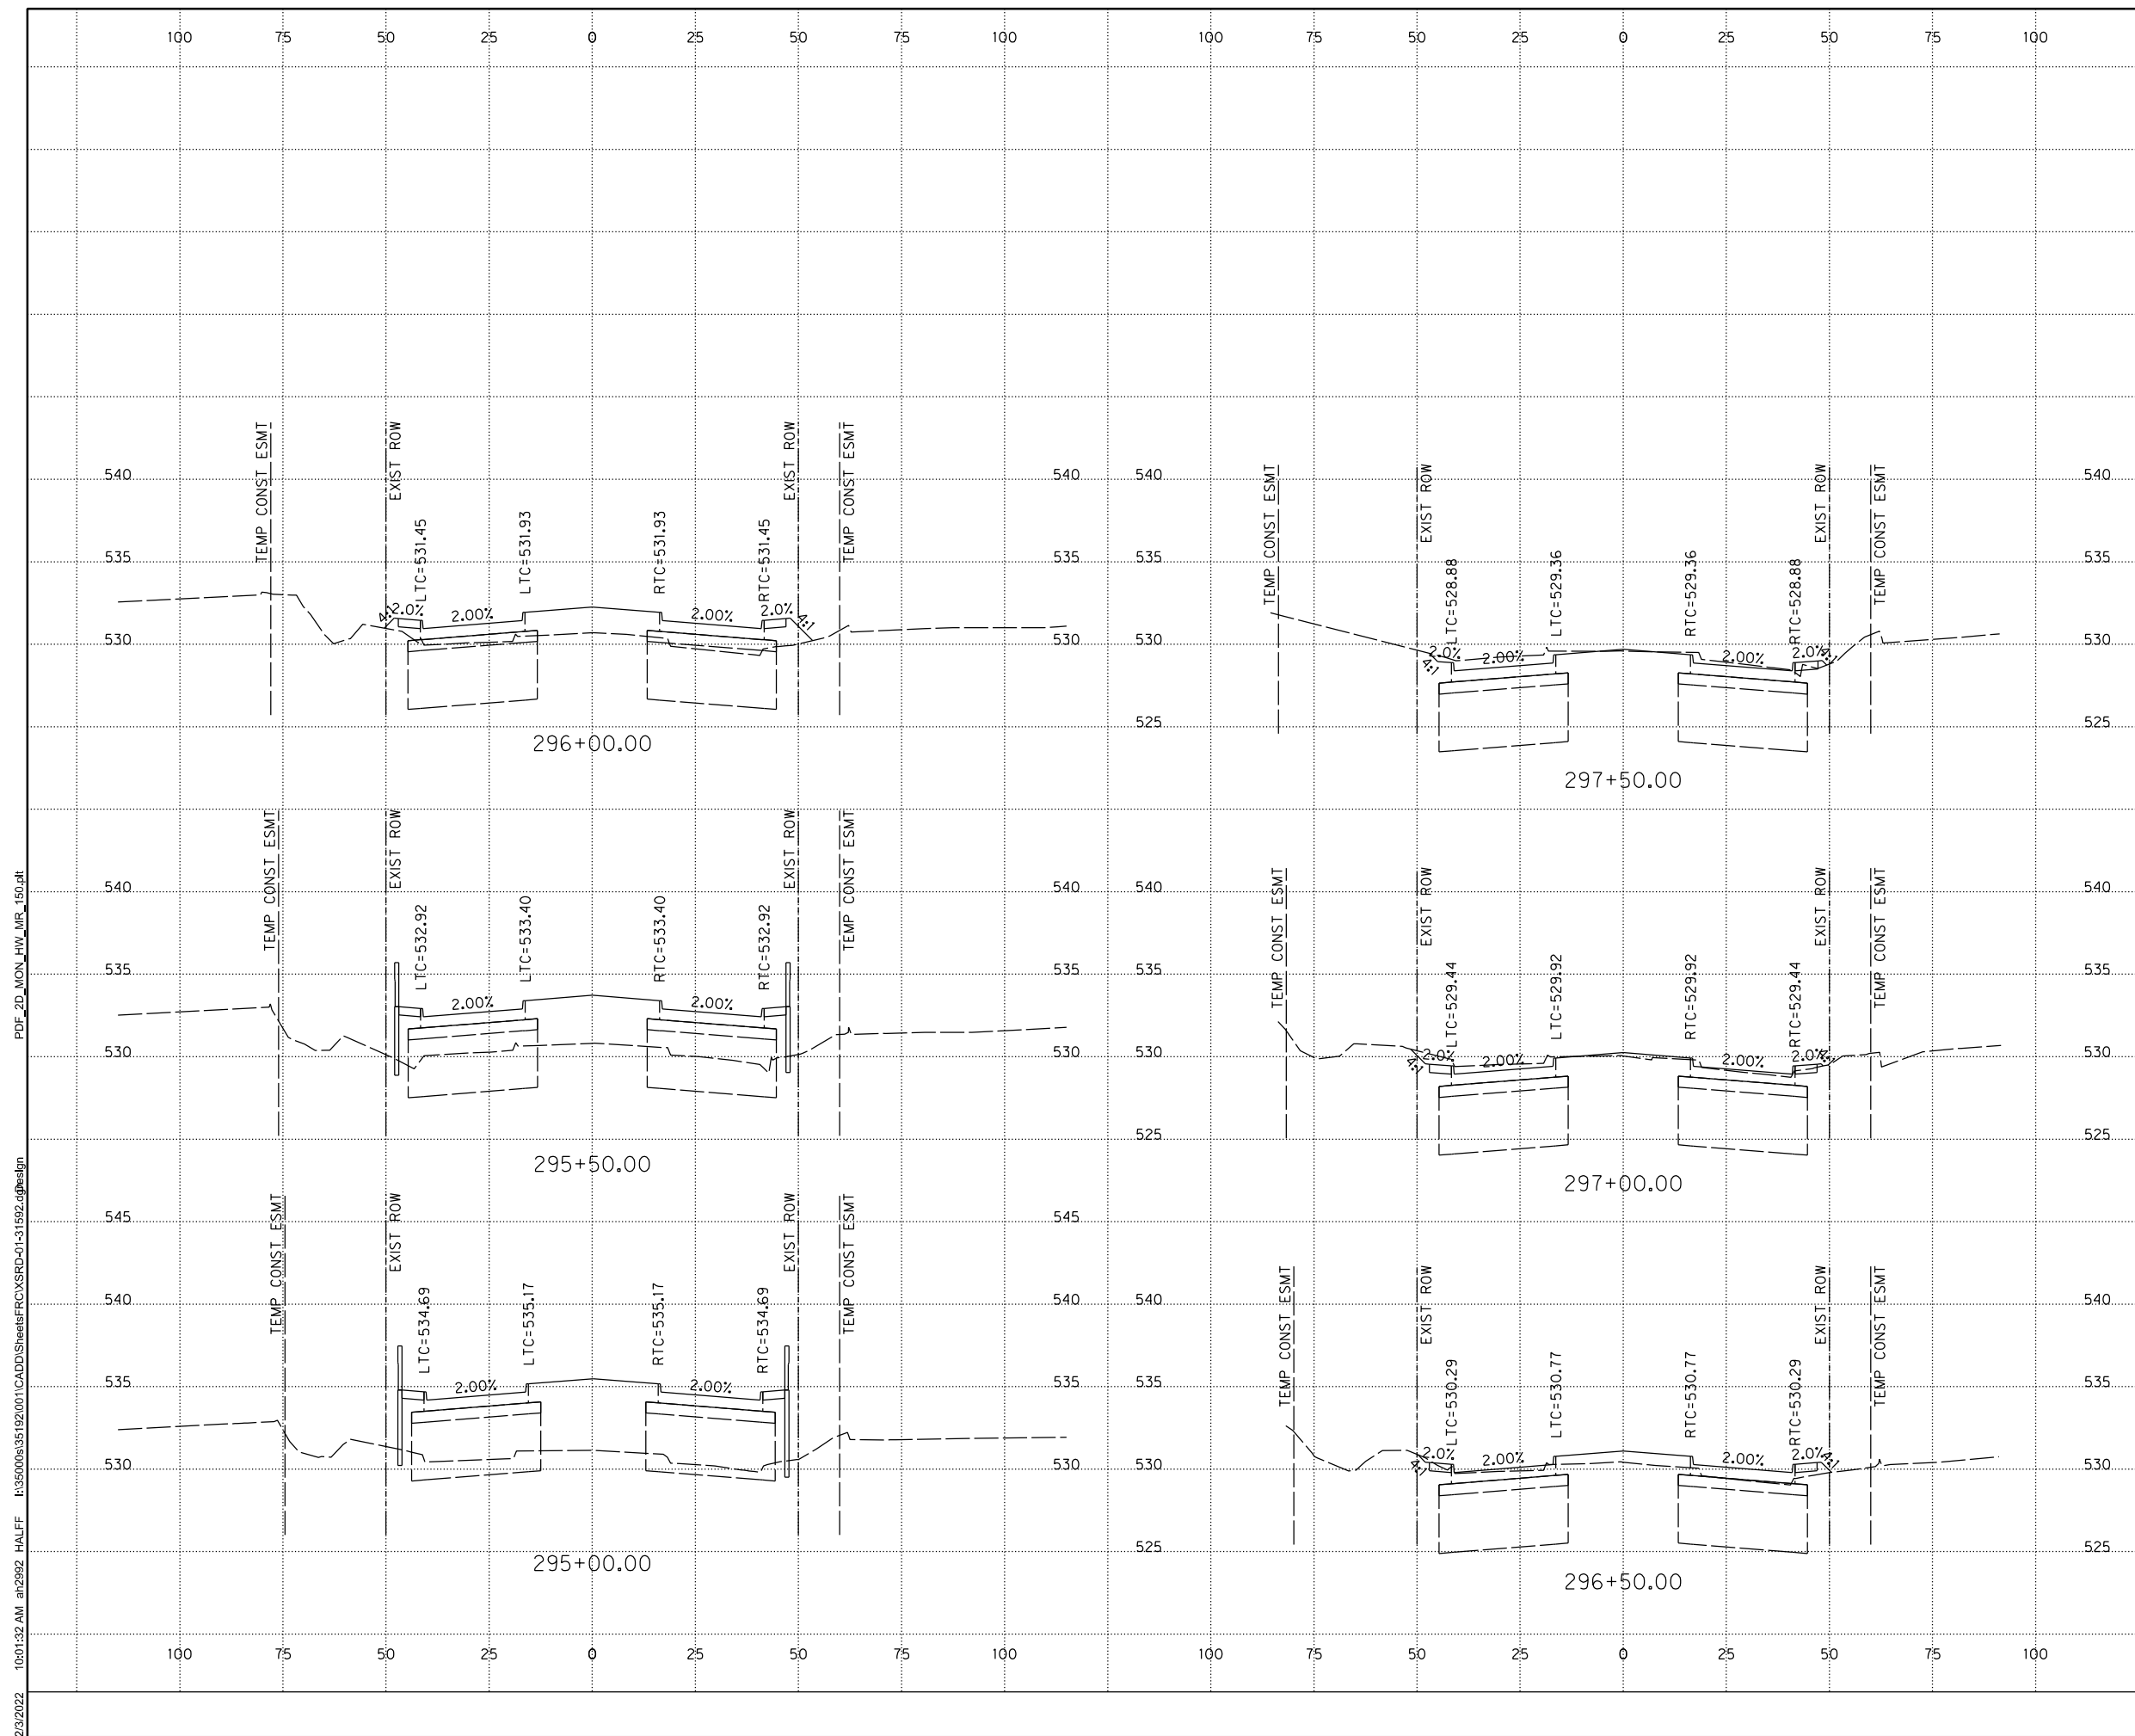 100 75 50 25 0 25 50 75 100 100 75 50 25 0 25 50 75 100
TEMP CONST ESMT
EXIST ROW
EXIST ROW
TEMP CONST ESMT
540 540
535 535
530 530
LTC=531.45
LTC=531.93
RTC=531.93
RTC=531.45
4:1 2.0% 2.00% 2.00% 2.0% 4:1
296+00.00
TEMP CONST ESMT
EXIST ROW
EXIST ROW
TEMP CONST ESMT
540 540
535 535
530 530
525 525
LTC=528.88
LTC=529.36
RTC=529.36
RTC=528.88
4:1 2.0% 2.00% 2.00% 2.0% 4:1
297+50.00
TEMP CONST ESMT
EXIST ROW
EXIST ROW
TEMP CONST ESMT
540 540
535 535
530 530
LTC=532.92
LTC=533.40
RTC=533.40
RTC=532.92
2.00% 2.00%
295+50.00
TEMP CONST ESMT
EXIST ROW
EXIST ROW
TEMP CONST ESMT
540 540
535 535
530 530
525 525
LTC=529.44
LTC=529.92
RTC=529.92
RTC=529.44
4:1 2.0% 2.00% 2.00% 2.0% 4:1
297+00.00
TEMP CONST ESMT
EXIST ROW
EXIST ROW
TEMP CONST ESMT
545 545
540 540
535 535
530 530
LTC=534.69
LTC=535.17
RTC=535.17
RTC=534.69
2.00% 2.00%
295+00.00
TEMP CONST ESMT
EXIST ROW
EXIST ROW
TEMP CONST ESMT
540 540
535 535
530 530
525 525
LTC=530.29
LTC=530.77
RTC=530.77
RTC=530.29
4:1 2.0% 2.00% 2.00% 2.0% 4:1
296+50.00
100 75 50 25 0 25 50 75 100 100 75 50 25 0 25 50 75 100
2/3/2022 10:01:32 AM ah2992 HALFF I:\35000s\35192\001\CADD\Sheets\FRC\XSRD-01-31592.dgn PDF_2D_MON_HW_MR_150.plt